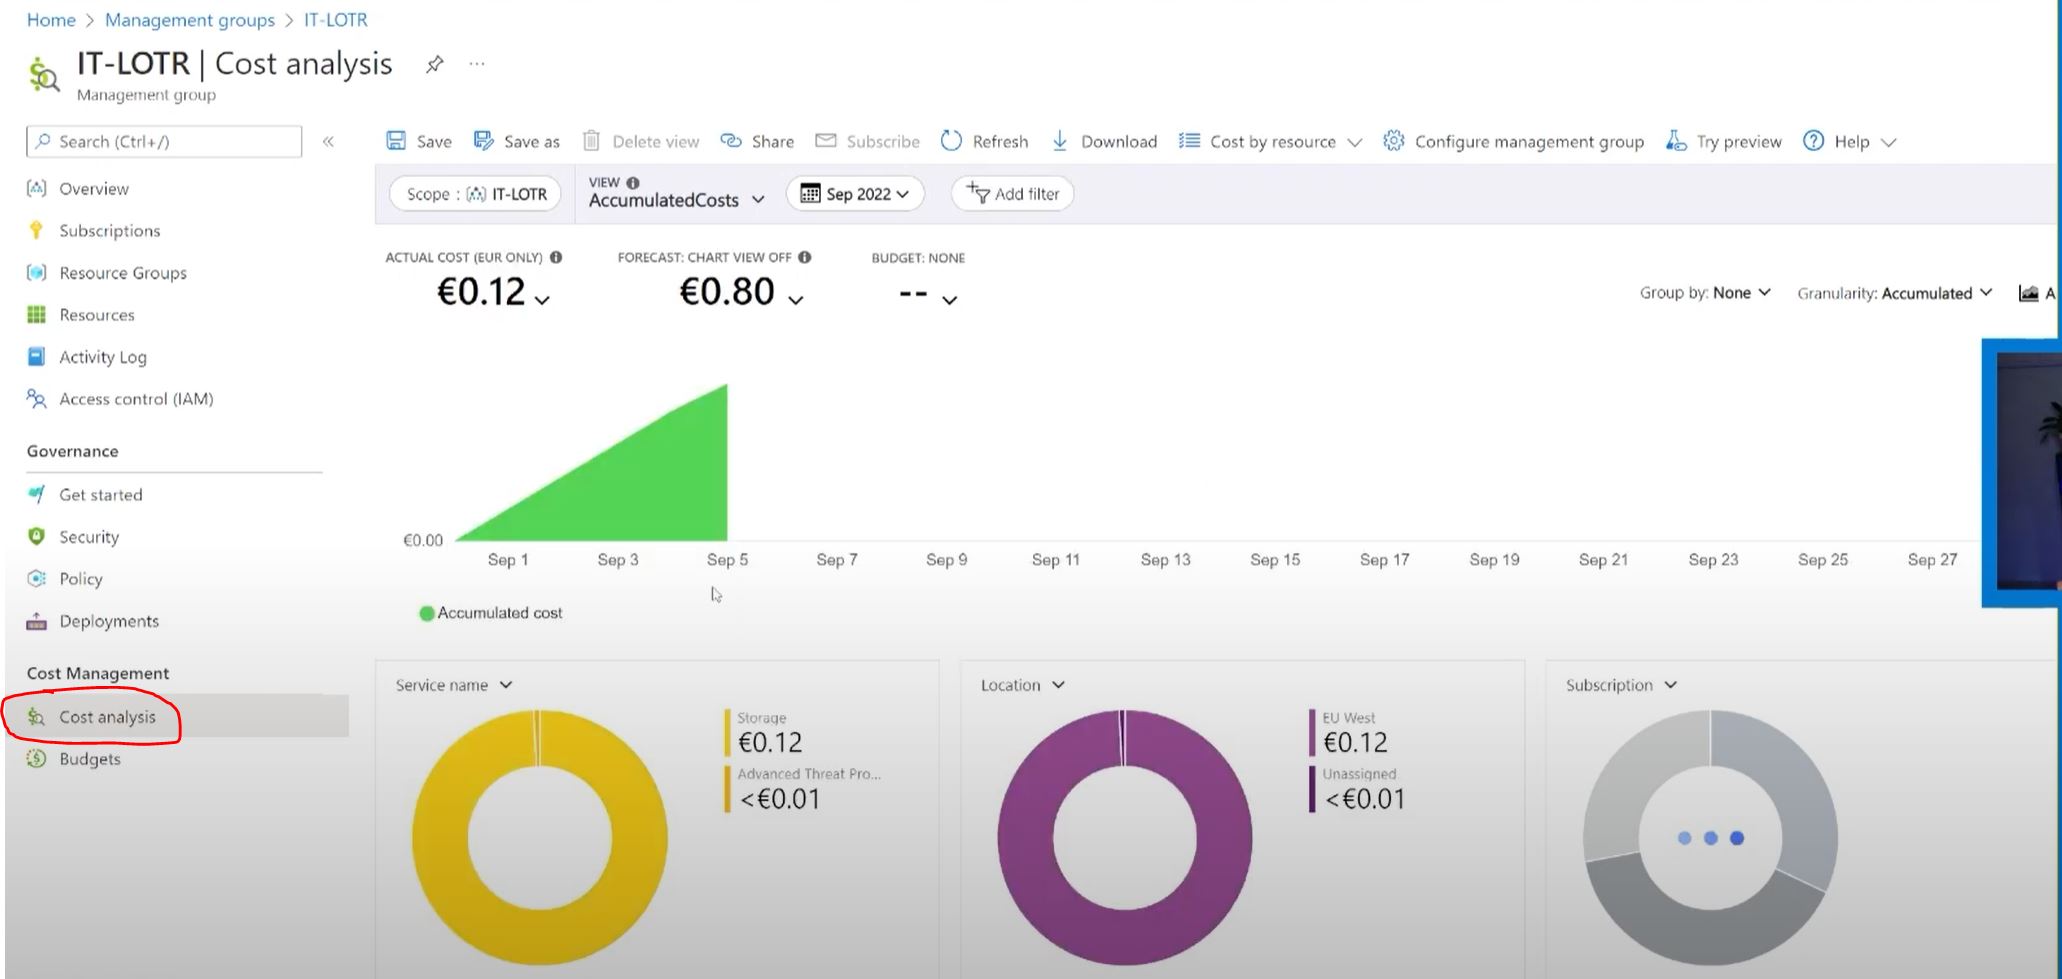 Home > Management groups > IT-LOTR
IT-LOTR | Cost analysis
Management group
Search (Ctrl+/)
Overview
Subscriptions
Resource Groups
Resources
Activity Log
Access control (IAM)
Governance
Get started
Security
Policy
Deployments
Cost Management
Cost analysis
Budgets
Save Save as Delete view Share Subscribe Refresh Download Cost by resource Configure management group Try preview Help
Scope : IT-LOTR
VIEW
AccumulatedCosts
Sep 2022
Add filter
ACTUAL COST (EUR ONLY)
€0.12
FORECAST: CHART VIEW OFF
€0.80
BUDGET: NONE
--
Group by: None
Granularity: Accumulated
A
€0.00
Sep 1 Sep 3 Sep 5 Sep 7 Sep 9 Sep 11 Sep 13 Sep 15 Sep 17 Sep 19 Sep 21 Sep 23 Sep 25 Sep 27
Accumulated cost
Service name
Storage
€0.12
Advanced Threat Pro...
<€0.01
Location
EU West
€0.12
Unassigned
<€0.01
Subscription